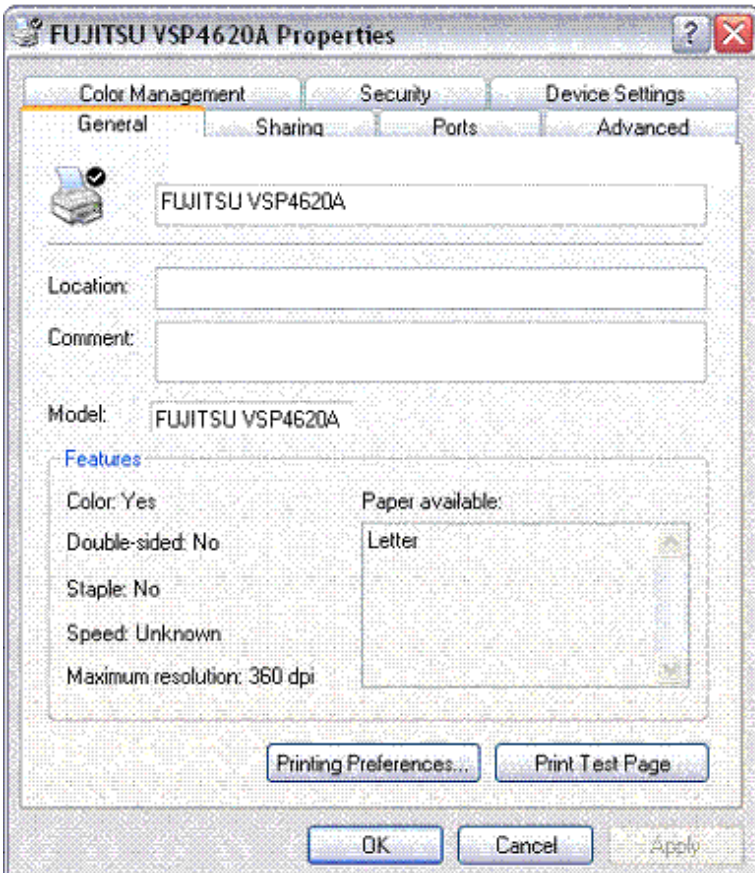 FUJITSU VSP4620A Properties
?
Color Management Security Device Settings
General Sharing Ports Advanced
FUJITSU VSP4620A
Location:
Comment:
Model: FUJITSU VSP4620A
Features
Color: Yes Paper available:
Double-sided: No Letter
Staple: No
Speed: Unknown
Maximum resolution: 360 dpi
Printing Preferences... Print Test Page
OK Cancel Apply